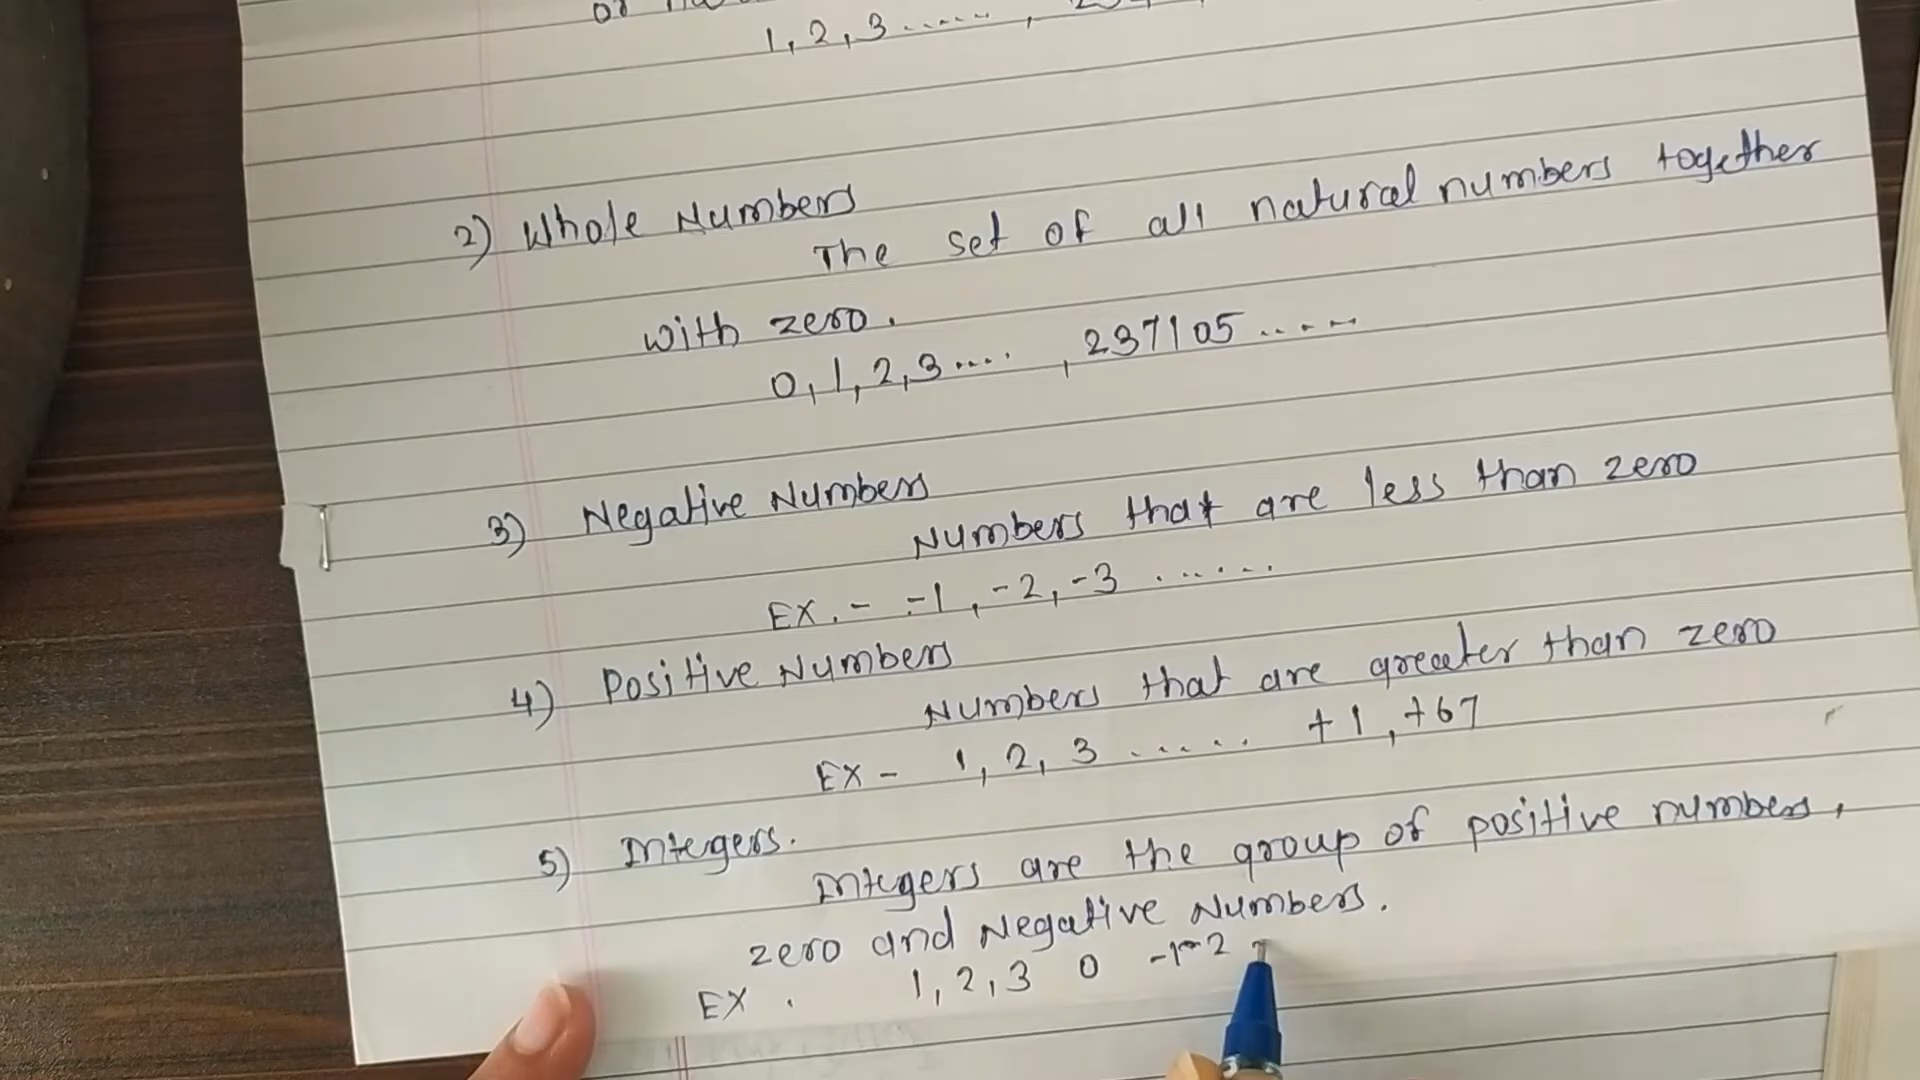 of
1, 2, 3 ...... ,
2) Whole Numbers
The set of all natural numbers together
with zero.
0, 1, 2, 3 .... , 237105 .....
3) Negative Numbers
Numbers that are less than zero
EX. - -1, -2, -3 ......
4) Positive Numbers
Numbers that are greater than zero
EX - 1, 2, 3 ...... +1, +67
5) Integers.
Integers are the group of positive numbers,
zero and Negative Numbers.
EX . 1, 2, 3 0 -1 -2